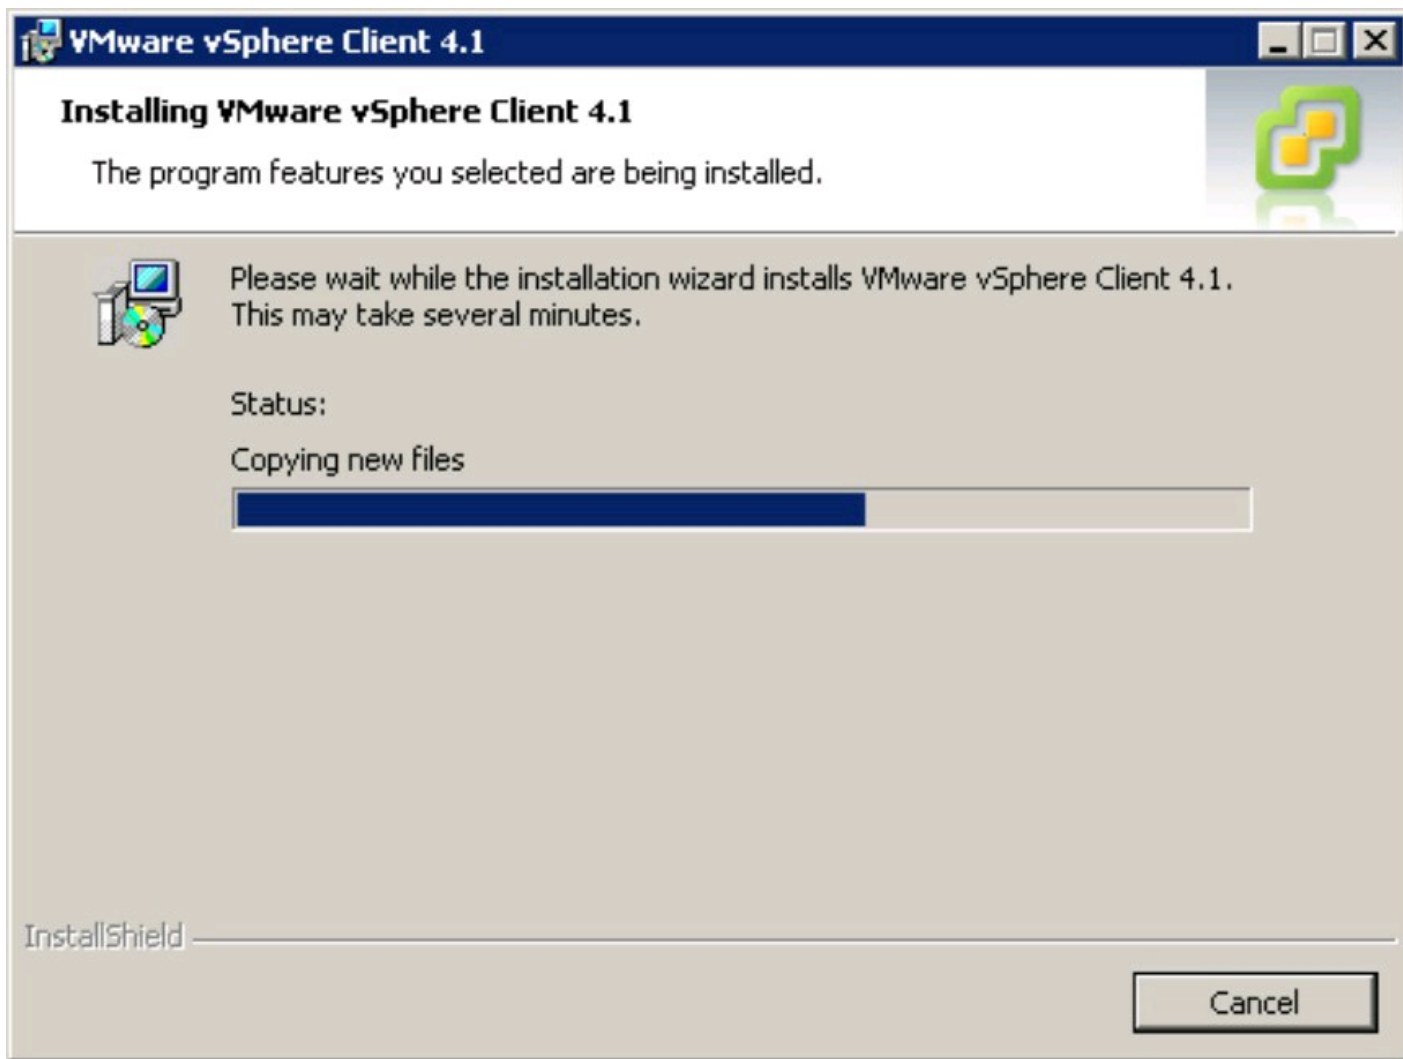 VMware vSphere Client 4.1
Installing VMware vSphere Client 4.1
The program features you selected are being installed.
Please wait while the installation wizard installs VMware vSphere Client 4.1.
This may take several minutes.
Status:
Copying new files
InstallShield
Cancel